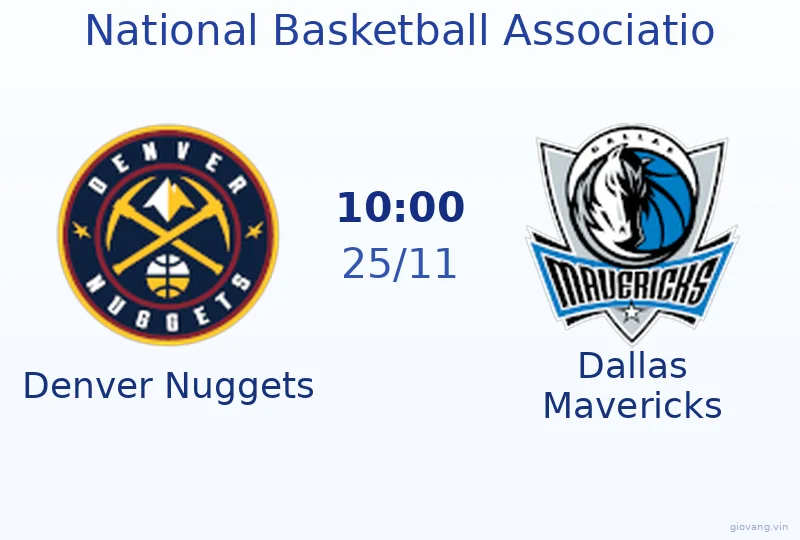 National Basketball Associatio
DENVER
NUGGETS
10:00
25/11
DALLAS
MAVERICKS
Denver Nuggets
Dallas
Mavericks
giovang.vin